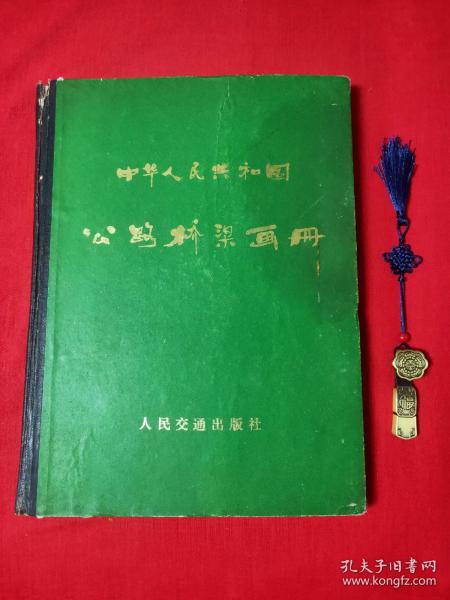 中华人民共和国
公路桥梁画册
人民交通出版社
福
孔夫子旧书网
www.kongfz.com